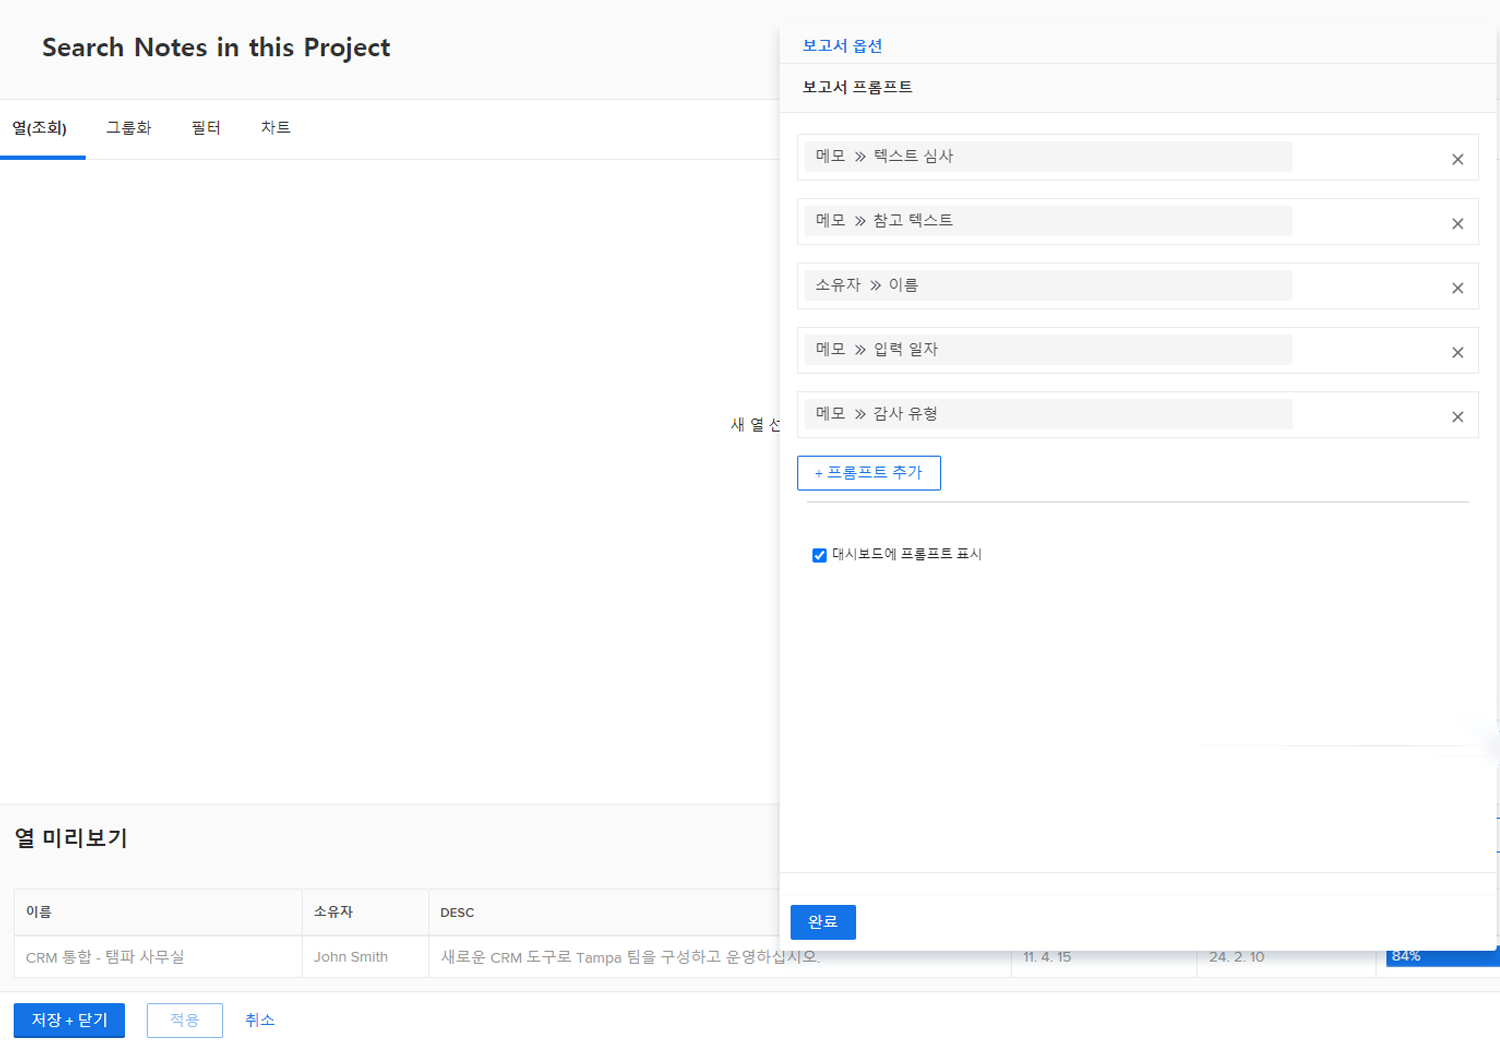 Search Notes in this Project
열(조회) 그룹화 필터 차트
새 열 선
보고서 옵션
보고서 프롬프트
메모 » 텍스트 심사
메모 » 참고 텍스트
소유자 » 이름
메모 » 입력 일자
메모 » 감사 유형
+ 프롬프트 추가
대시보드에 프롬프트 표시
완료
열 미리보기
이름 소유자 DESC
CRM 통합 - 탬파 사무실 John Smith 새로운 CRM 도구로 Tampa 팀을 구성하고 운영하십시오. 11. 4. 15 24. 2. 10 84%
저장 + 닫기 적용 취소